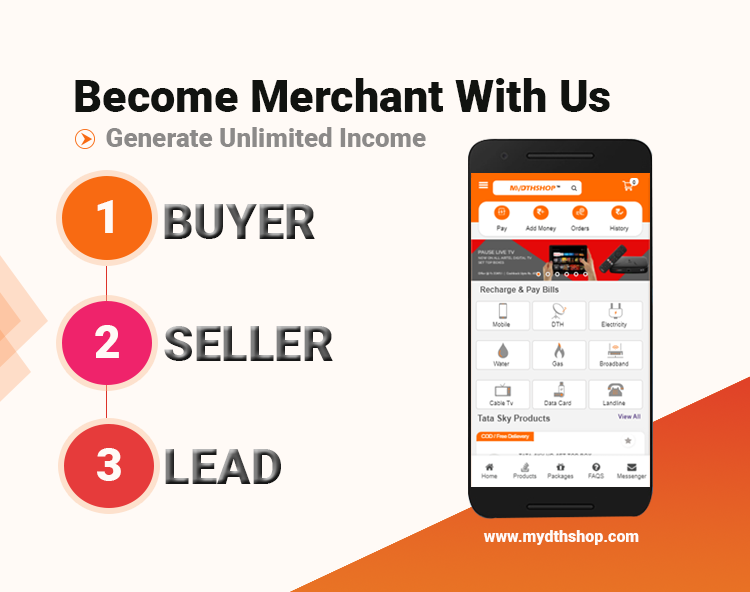 Become Merchant With Us
Generate Unlimited Income
1 BUYER
2 SELLER
3 LEAD
MYDTHSHOP
0
Pay Add Money Orders History
PAUSE LIVE TV
Recharge & Pay Bills
Mobile DTH Electricity
Water Gas Broadband
Cable Tv Data Card Landline
Tata Sky Products View All
COD / Free Delievery
Home Products Packages FAQS Messenger
www.mydthshop.com